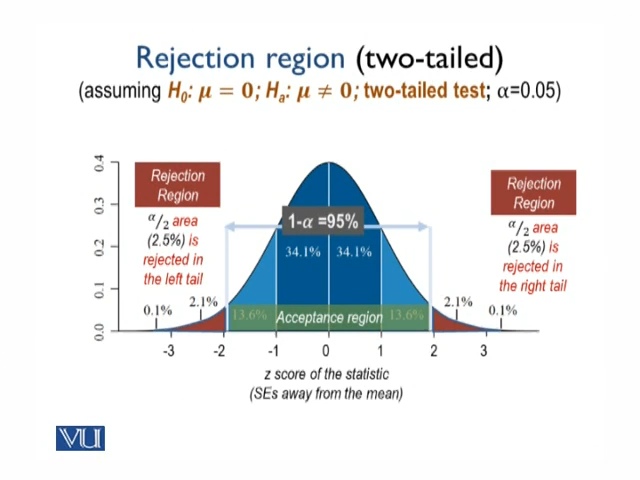 Rejection region (two-tailed)
(assuming H₀: μ = 0; Hₐ: μ ≠ 0; two-tailed test; α=0.05)
0.4
0.3
0.2
0.1
0.0
Rejection
Region
α/2 area
(2.5%) is
rejected in
the left tail
1-α =95%
34.1% 34.1%
Rejection
Region
α/2 area
(2.5%) is
rejected in
the right tail
0.1% 2.1% 13.6% Acceptance region 13.6% 2.1% 0.1%
-3 -2 -1 0 1 2 3
z score of the statistic
(SEs away from the mean)
VU